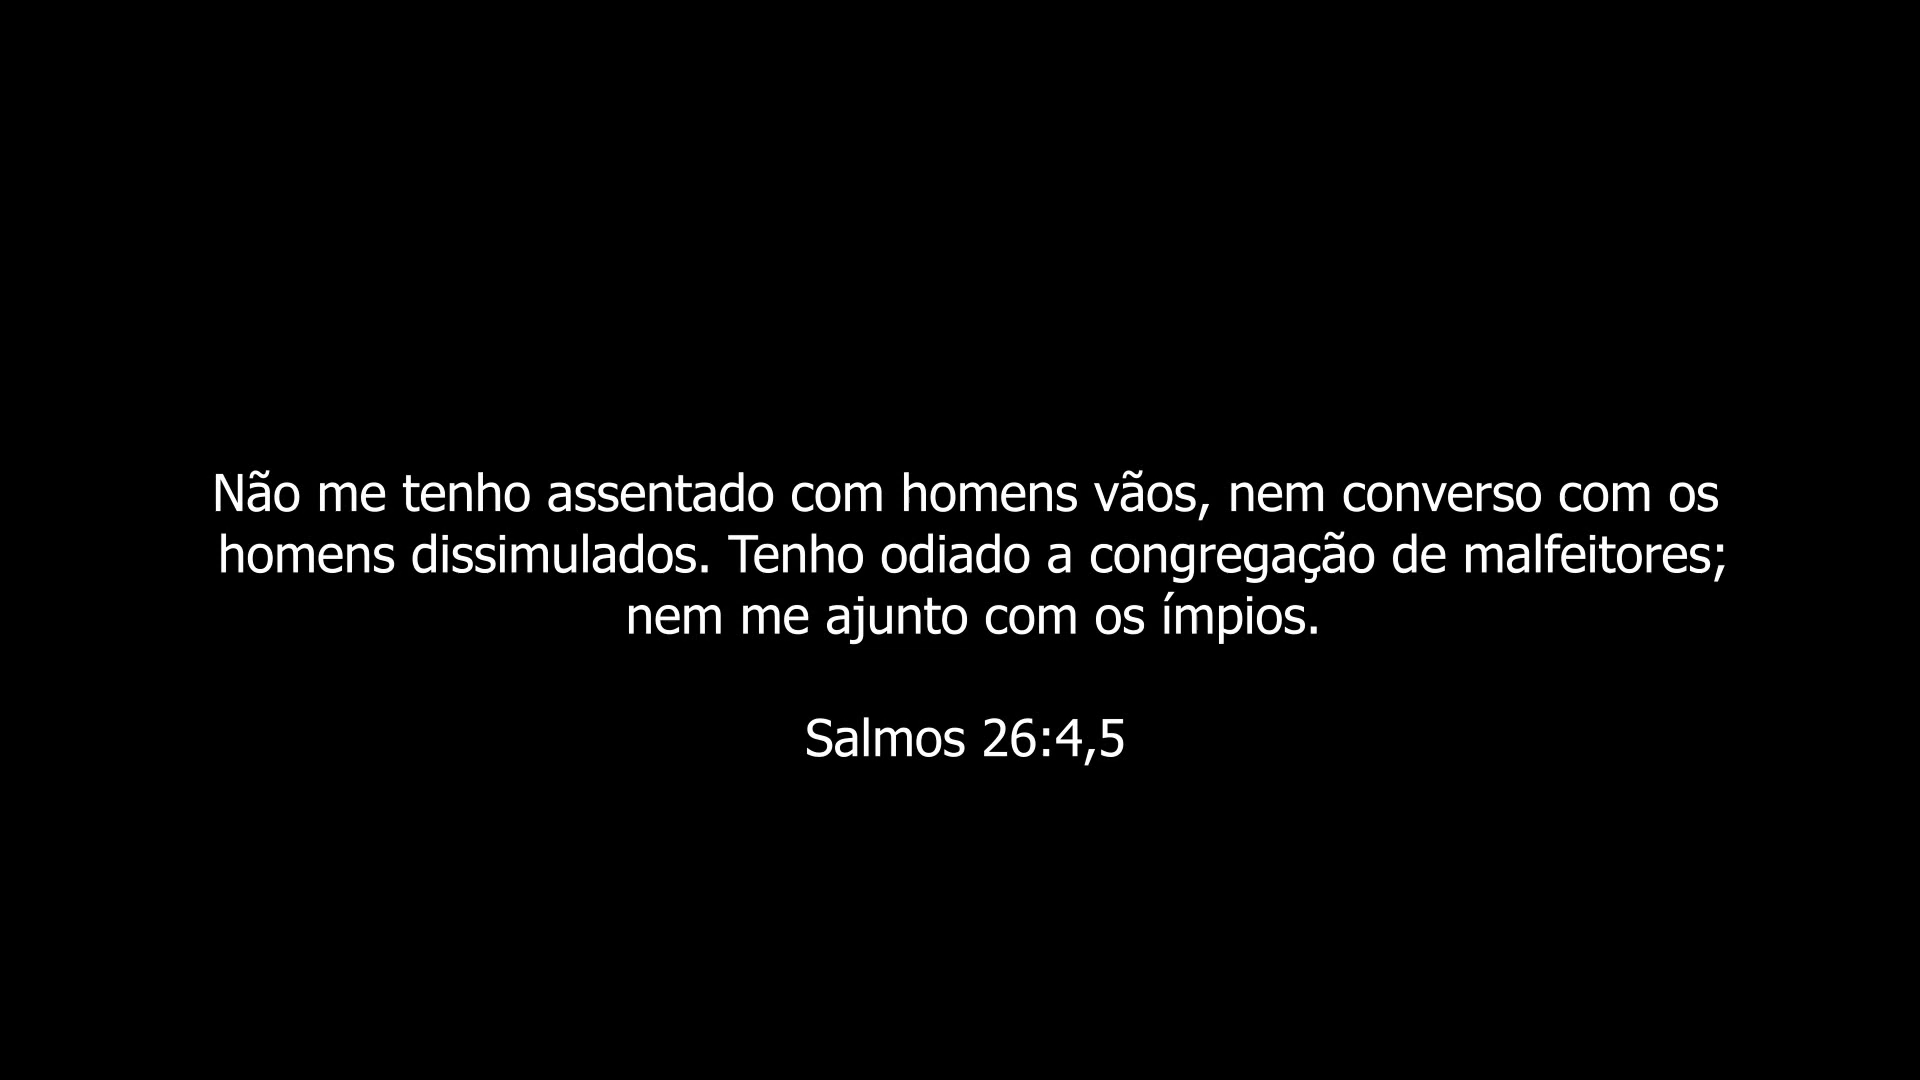 Não me tenho assentado com homens vãos, nem converso com os
homens dissimulados. Tenho odiado a congregação de malfeitores;
nem me ajunto com os ímpios.
Salmos 26:4,5